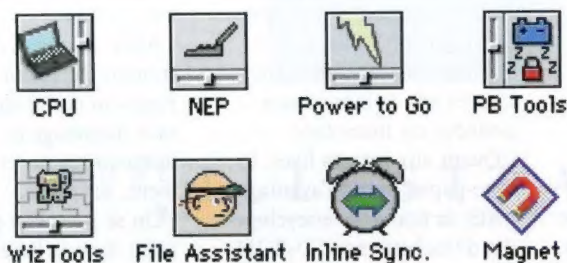 CPU NEP Power to Go PB Tools
WizTools File Assistant Inline Sync. Magnet